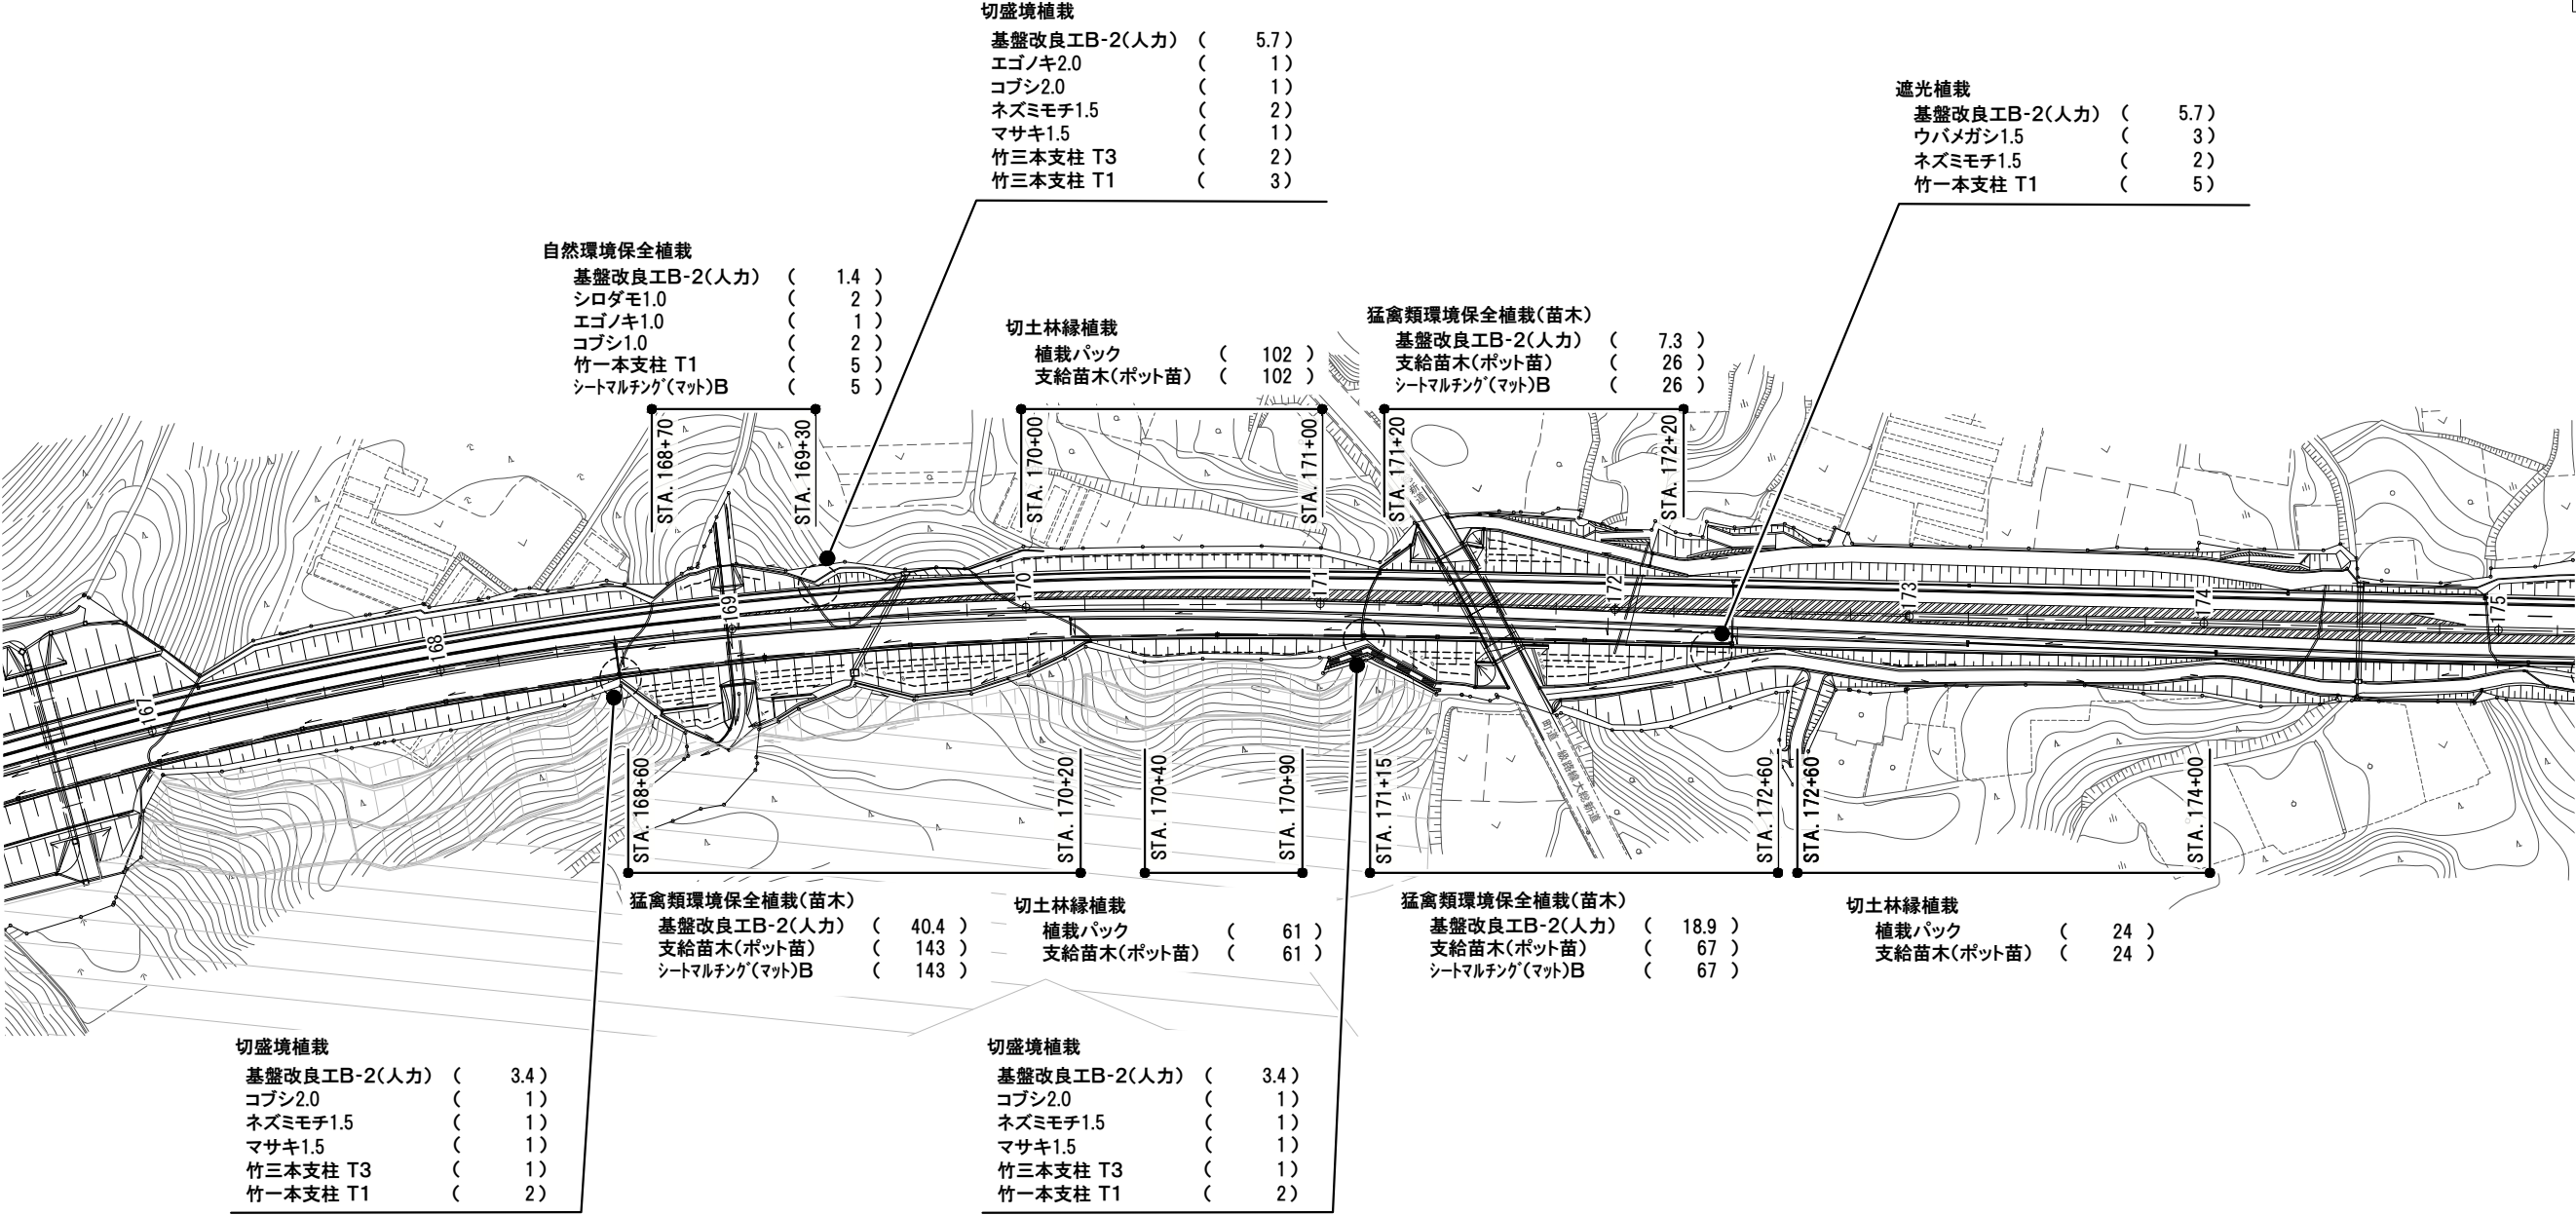 切盛境植栽
基盤改良工B-2(人力) ( 5.7 )
エゴノキ2.0 ( 1 )
コブシ2.0 ( 1 )
ネズミモチ1.5 ( 2 )
マサキ1.5 ( 1 )
竹三本支柱 T3 ( 2 )
竹三本支柱 T1 ( 3 )
遮光植栽
基盤改良工B-2(人力) ( 5.7 )
ウバメガシ1.5 ( 3 )
ネズミモチ1.5 ( 2 )
竹一本支柱 T1 ( 5 )
自然環境保全植栽
基盤改良工B-2(人力) ( 1.4 )
シロダモ1.0 ( 2 )
エゴノキ1.0 ( 1 )
コブシ1.0 ( 2 )
竹一本支柱 T1 ( 5 )
シートマルチング(マット)B ( 5 )
切土林縁植栽
植栽パック ( 102 )
支給苗木(ポット苗) ( 102 )
猛禽類環境保全植栽(苗木)
基盤改良工B-2(人力) ( 7.3 )
支給苗木(ポット苗) ( 26 )
シートマルチング(マット)B ( 26 )
STA. 168+70
STA. 169+30
STA. 170+00
STA. 171+00
STA. 171+20
STA. 172+20
新道
167
168
169
170
171
172
173
174
175
町道一級路線大総新道
STA. 168+60
STA. 170+20
STA. 170+40
STA. 170+90
STA. 171+15
STA. 172+60
STA. 172+60
STA. 174+00
猛禽類環境保全植栽(苗木)
基盤改良工B-2(人力) ( 40.4 )
支給苗木(ポット苗) ( 143 )
シートマルチング(マット)B ( 143 )
切土林縁植栽
植栽パック ( 61 )
支給苗木(ポット苗) ( 61 )
猛禽類環境保全植栽(苗木)
基盤改良工B-2(人力) ( 18.9 )
支給苗木(ポット苗) ( 67 )
シートマルチング(マット)B ( 67 )
切土林縁植栽
植栽パック ( 24 )
支給苗木(ポット苗) ( 24 )
切盛境植栽
基盤改良工B-2(人力) ( 3.4 )
コブシ2.0 ( 1 )
ネズミモチ1.5 ( 1 )
マサキ1.5 ( 1 )
竹三本支柱 T3 ( 1 )
竹一本支柱 T1 ( 2 )
切盛境植栽
基盤改良工B-2(人力) ( 3.4 )
コブシ2.0 ( 1 )
ネズミモチ1.5 ( 1 )
マサキ1.5 ( 1 )
竹三本支柱 T3 ( 1 )
竹一本支柱 T1 ( 2 )